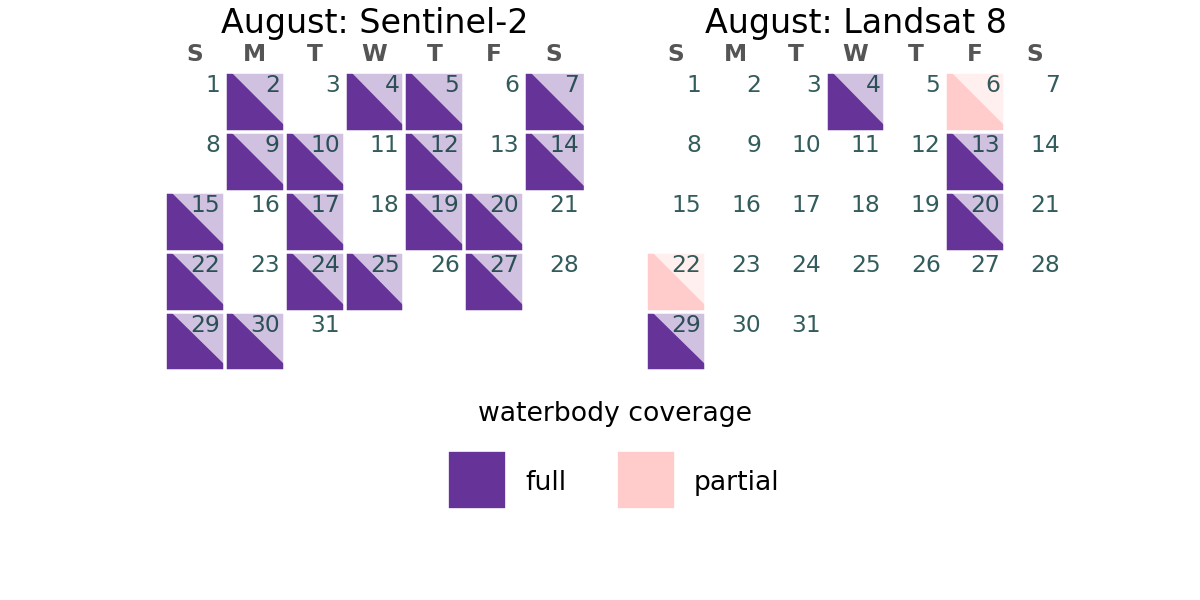 August: Sentinel-2
S M T W T F S
1 2 3 4 5 6 7
8 9 10 11 12 13 14
15 16 17 18 19 20 21
22 23 24 25 26 27 28
29 30 31
August: Landsat 8
S M T W T F S
1 2 3 4 5 6 7
8 9 10 11 12 13 14
15 16 17 18 19 20 21
22 23 24 25 26 27 28
29 30 31
waterbody coverage
full partial